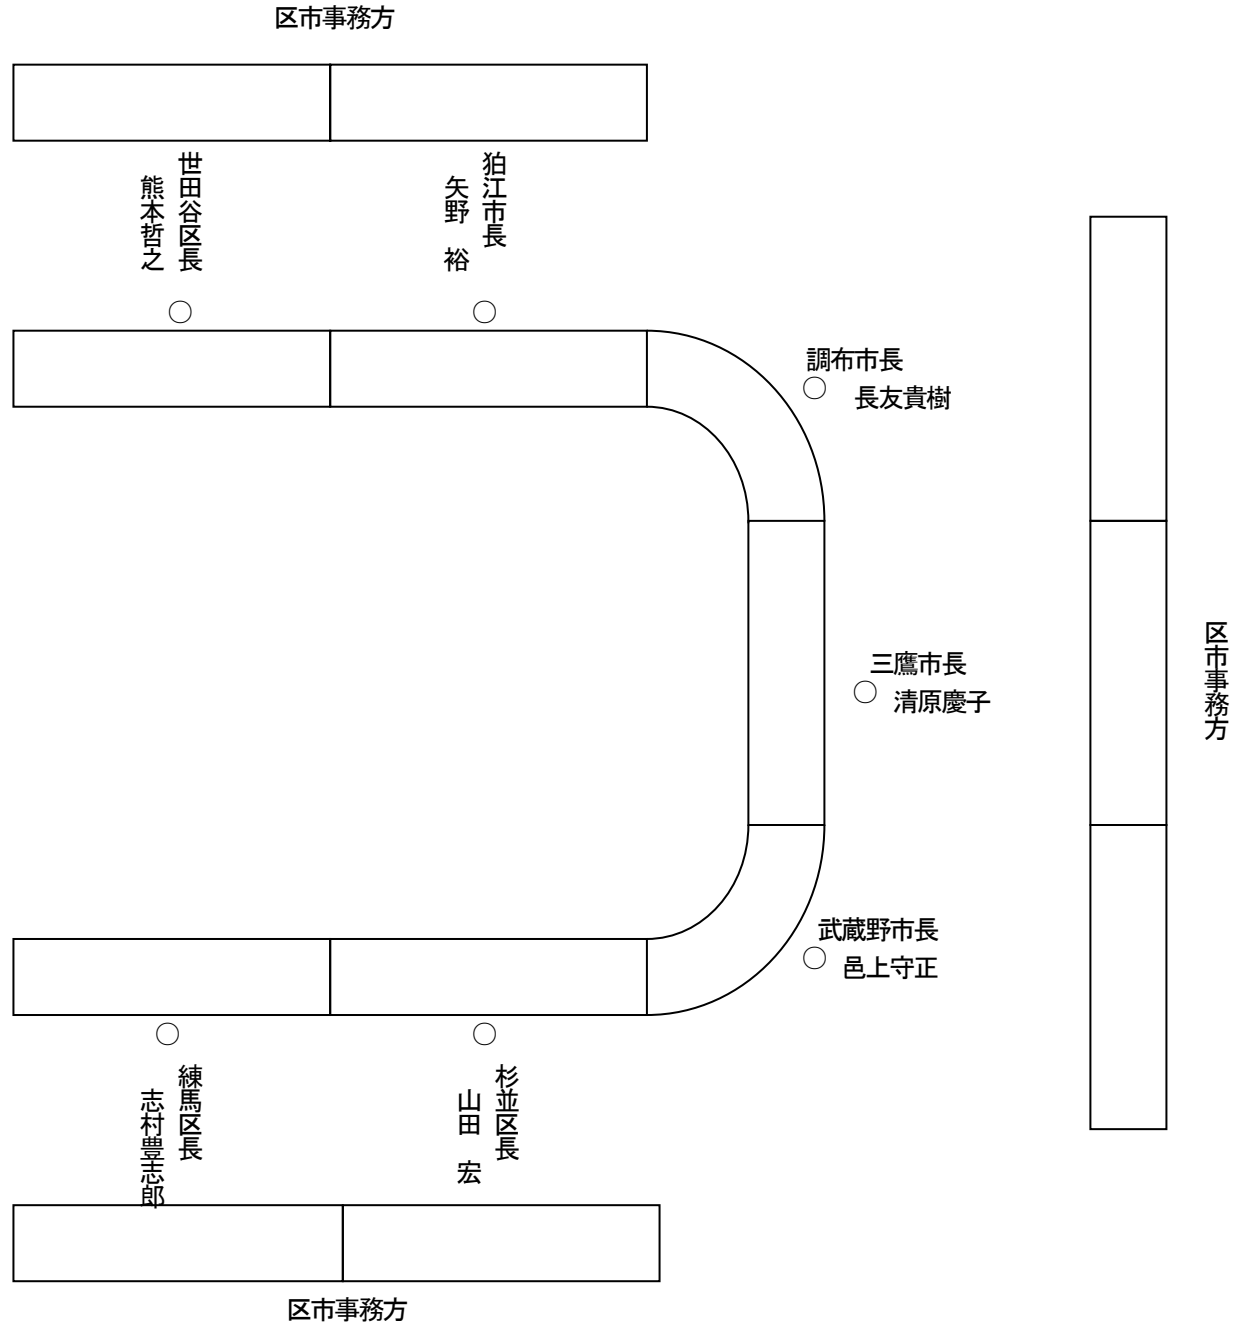 区市事務方
世田谷区長
熊本哲之
狛江市長
矢野　裕
調布市長
長友貴樹
三鷹市長
清原慶子
区市事務方
武蔵野市長
邑上守正
練馬区長
志村豊志郎
杉並区長
山田　宏
区市事務方